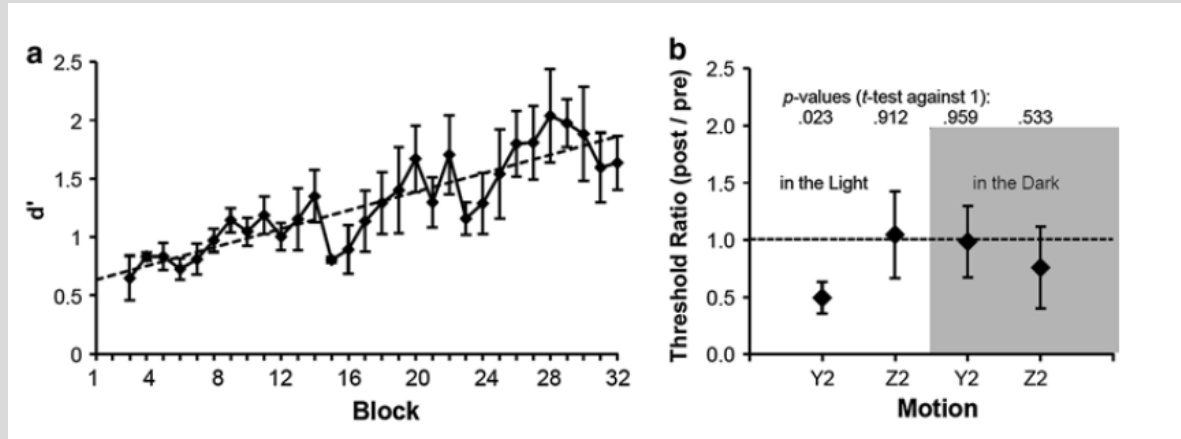 a
2.5
2
1.5
1
0.5
0
d'
1 4 8 12 16 20 24 28 32
Block
b
Threshold Ratio (post / pre)
2.5
2.0
1.5
1.0
0.5
0.0
p-values (t-test against 1):
.023 .912 .959 .533
in the Light in the Dark
Y2 Z2 Y2 Z2
Motion